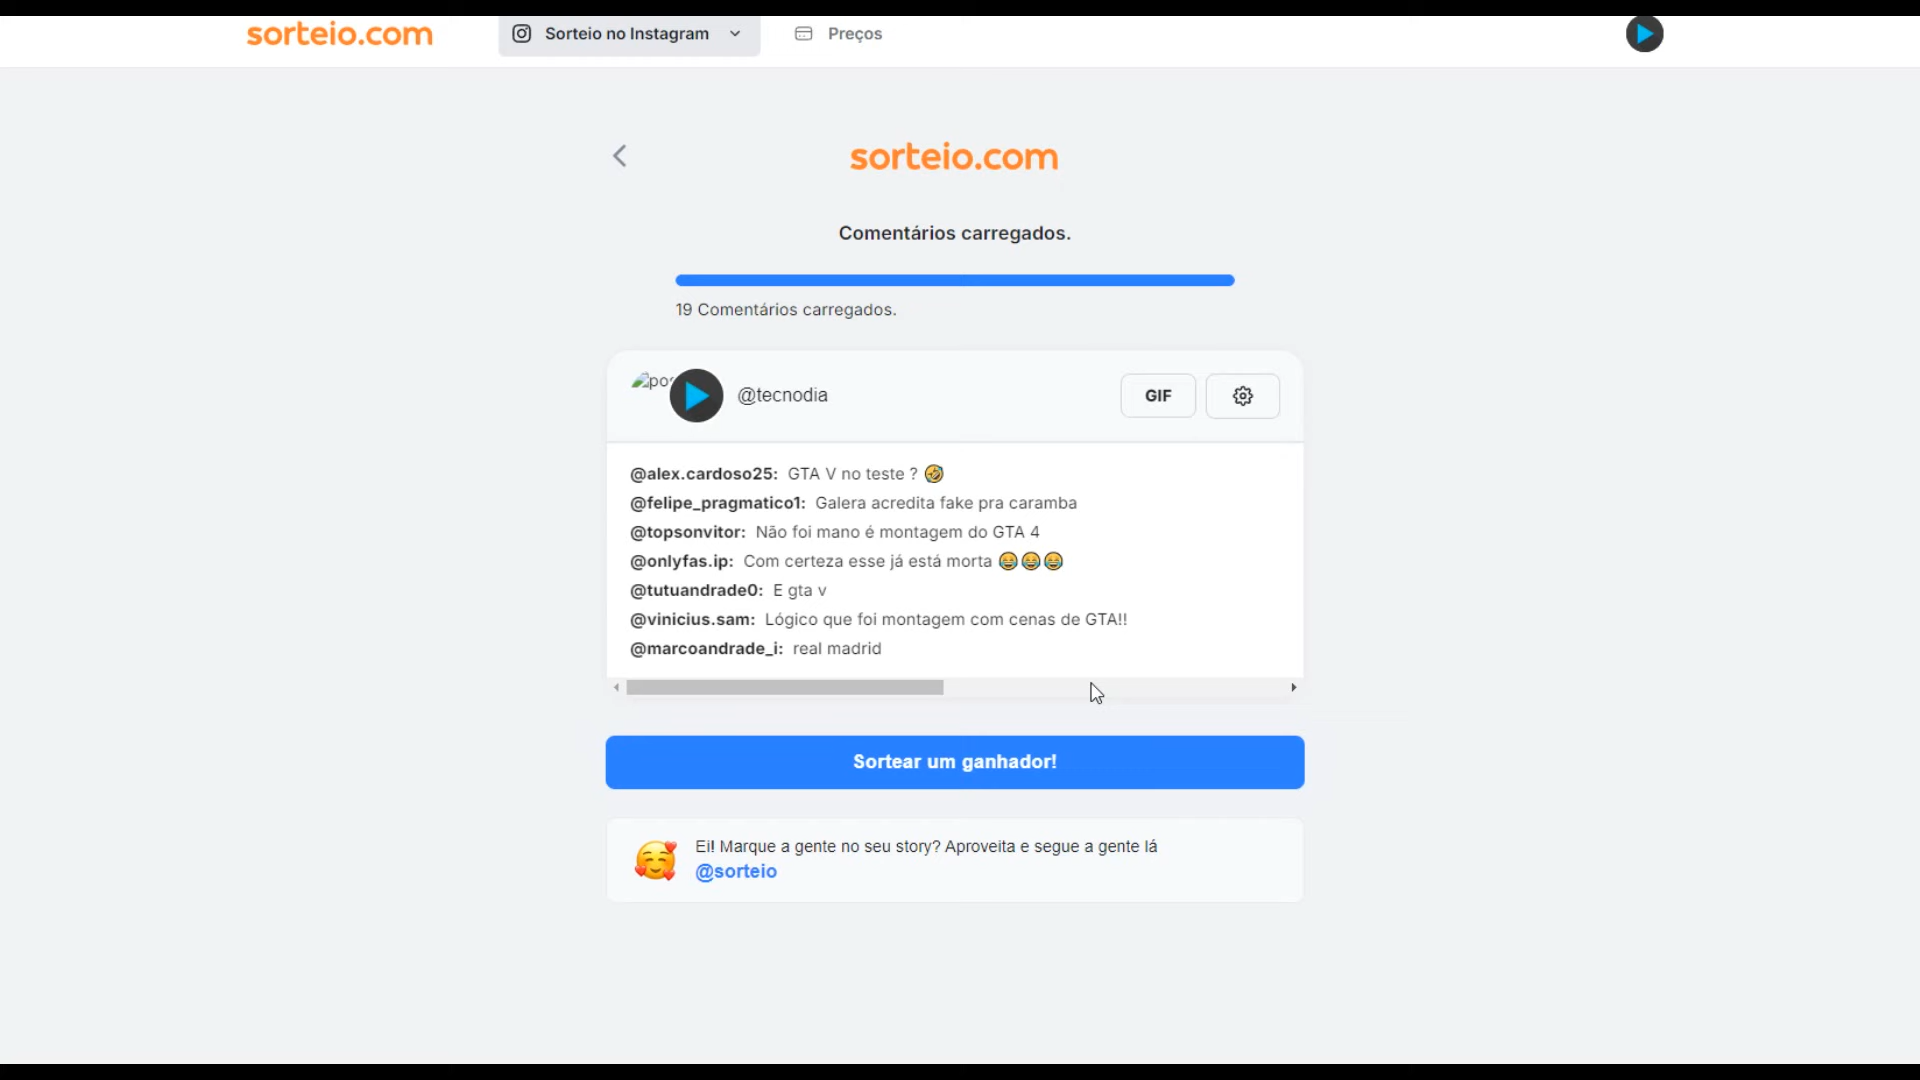 sorteio.com
Sorteio no Instagram
Preços
sorteio.com
Comentários carregados.
19 Comentários carregados.
@tecnodia
GIF
@alex.cardoso25: GTA V no teste ? 🤣
@felipe_pragmatico1: Galera acredita fake pra caramba
@topsonvitor: Não foi mano é montagem do GTA 4
@onlyfas.ip: Com certeza esse já está morta 😂😂😂
@tutuandrade0: E gta v
@vinicius.sam: Lógico que foi montagem com cenas de GTA!!
@marcoandrade_i: real madrid
Sortear um ganhador!
Ei! Marque a gente no seu story? Aproveita e segue a gente lá
@sorteio